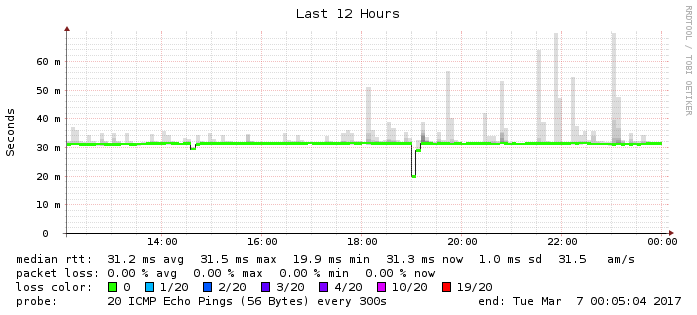 Last 12 Hours
RRDTOOL / TOBI OETIKER
Seconds
60 m
50 m
40 m
30 m
20 m
10 m
0
14:00 16:00 18:00 20:00 22:00 00:00
median rtt: 31.2 ms avg 31.5 ms max 19.9 ms min 31.3 ms now 1.0 ms sd 31.5 am/s
packet loss: 0.00 % avg 0.00 % max 0.00 % min 0.00 % now
loss color: 0 1/20 2/20 3/20 4/20 10/20 19/20
probe: 20 ICMP Echo Pings (56 Bytes) every 300s end: Tue Mar 7 00:05:04 2017